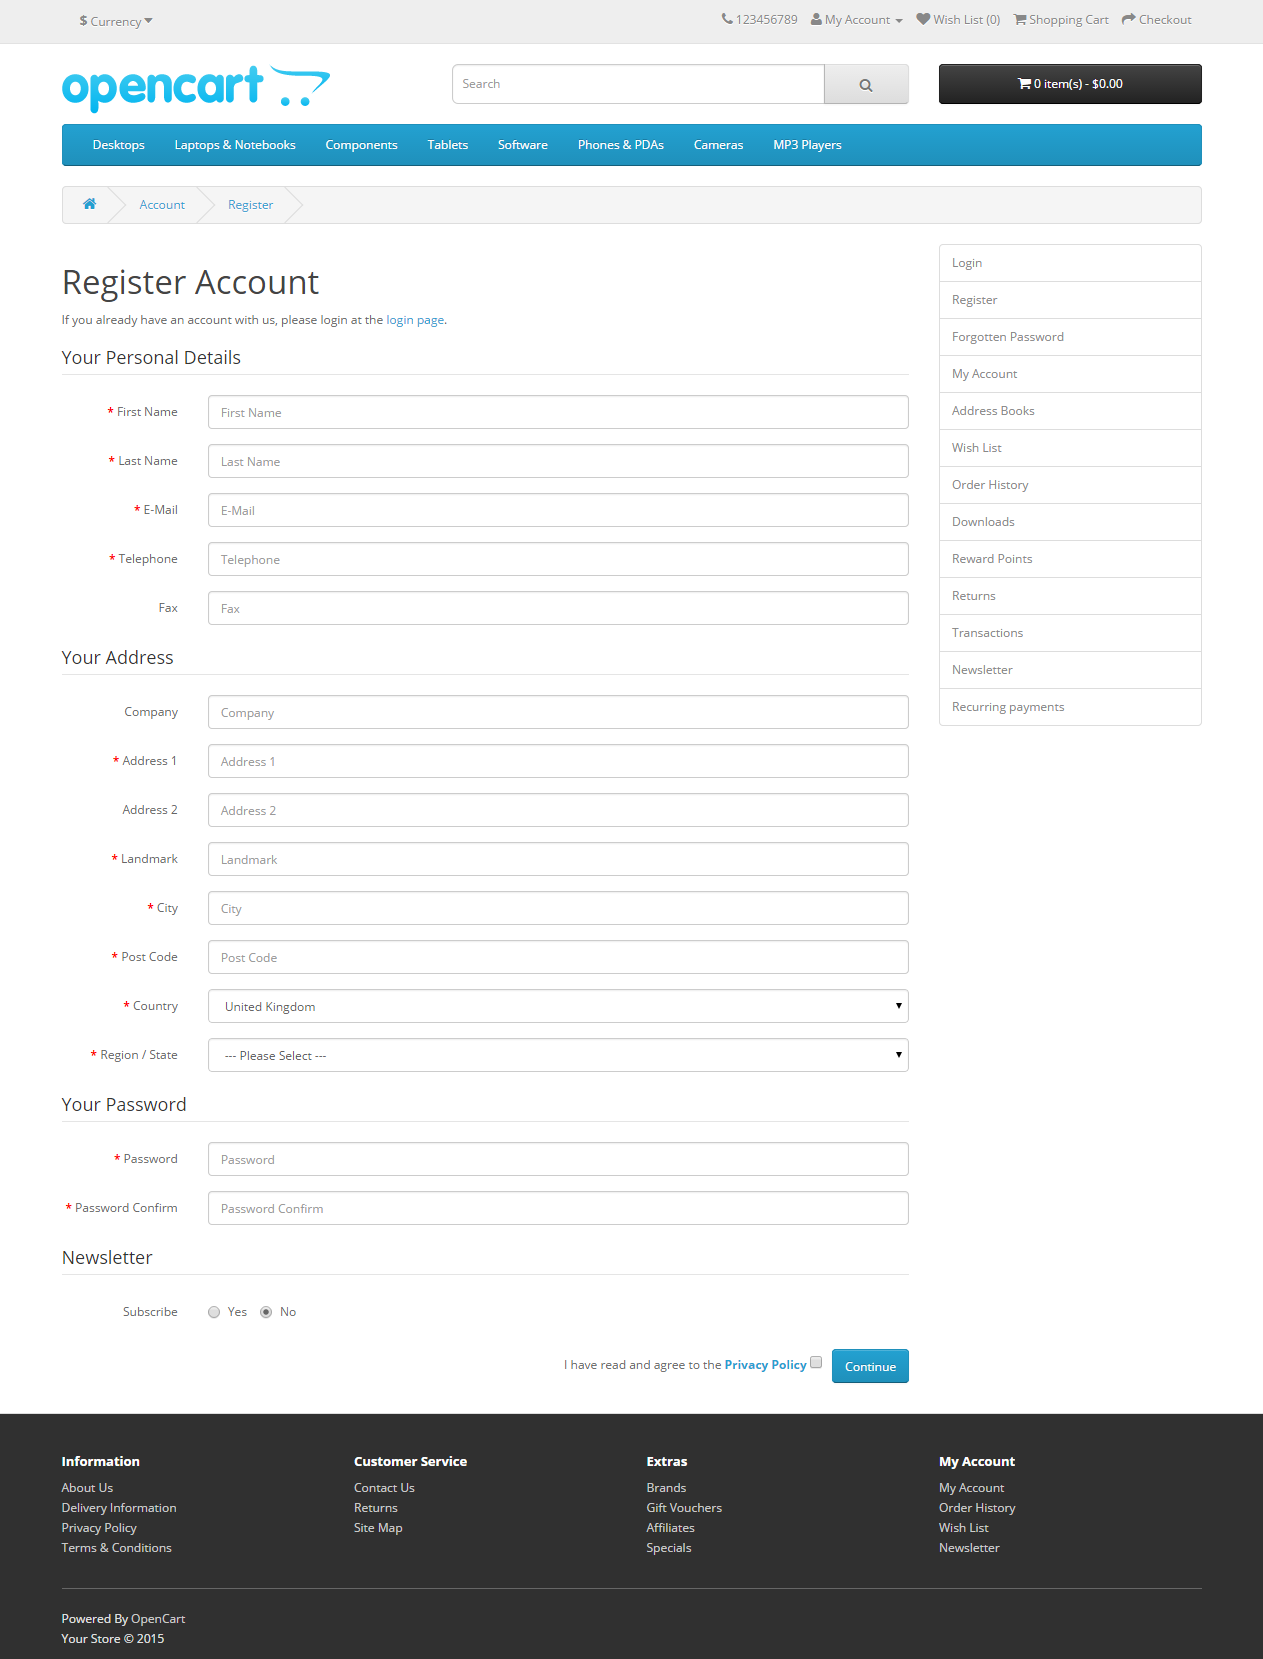 $ Currency
123456789 My Account Wish List (0) Shopping Cart Checkout
opencart
Search
0 item(s) - $0.00
Desktops Laptops & Notebooks Components Tablets Software Phones & PDAs Cameras MP3 Players
Account Register
Register Account
If you already have an account with us, please login at the login page.
Your Personal Details
* First Name
First Name
* Last Name
Last Name
* E-Mail
E-Mail
* Telephone
Telephone
Fax
Fax
Your Address
Company
Company
* Address 1
Address 1
Address 2
Address 2
* Landmark
Landmark
* City
City
* Post Code
Post Code
* Country
United Kingdom
* Region / State
--- Please Select ---
Your Password
* Password
Password
* Password Confirm
Password Confirm
Newsletter
Subscribe
Yes No
I have read and agree to the Privacy Policy
Continue
Login
Register
Forgotten Password
My Account
Address Books
Wish List
Order History
Downloads
Reward Points
Returns
Transactions
Newsletter
Recurring payments
Information
About Us
Delivery Information
Privacy Policy
Terms & Conditions
Customer Service
Contact Us
Returns
Site Map
Extras
Brands
Gift Vouchers
Affiliates
Specials
My Account
My Account
Order History
Wish List
Newsletter
Powered By OpenCart
Your Store © 2015